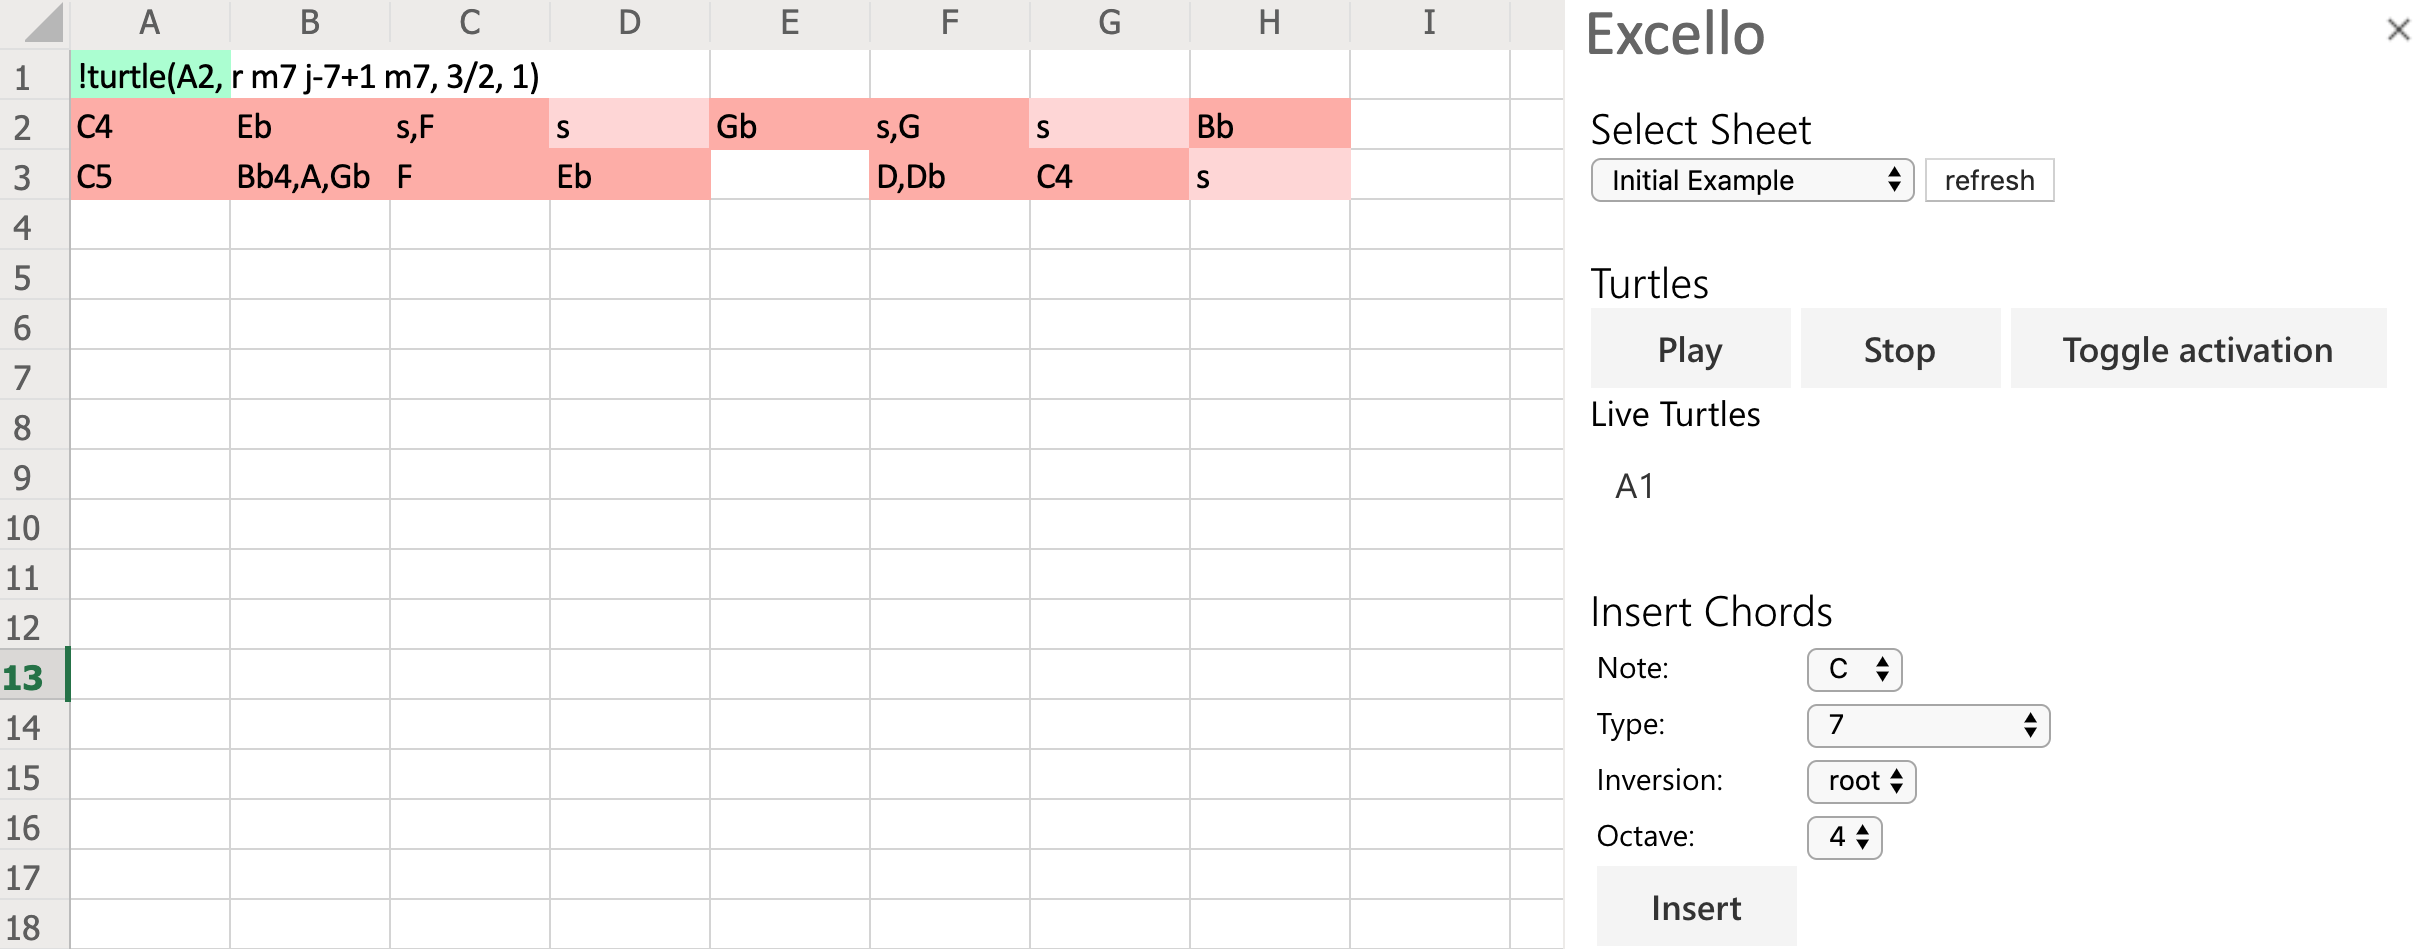 A B C D E F G H I
1 !turtle(A2, r m7 j-7+1 m7, 3/2, 1)
2 C4 Eb s,F s Gb s,G s Bb
3 C5 Bb4,A,Gb F Eb D,Db C4 s
4
5
6
7
8
9
10
11
12
13
14
15
16
17
18
Excello
Select Sheet
Initial Example refresh
Turtles
Play Stop Toggle activation
Live Turtles
A1
Insert Chords
Note: C
Type: 7
Inversion: root
Octave: 4
Insert